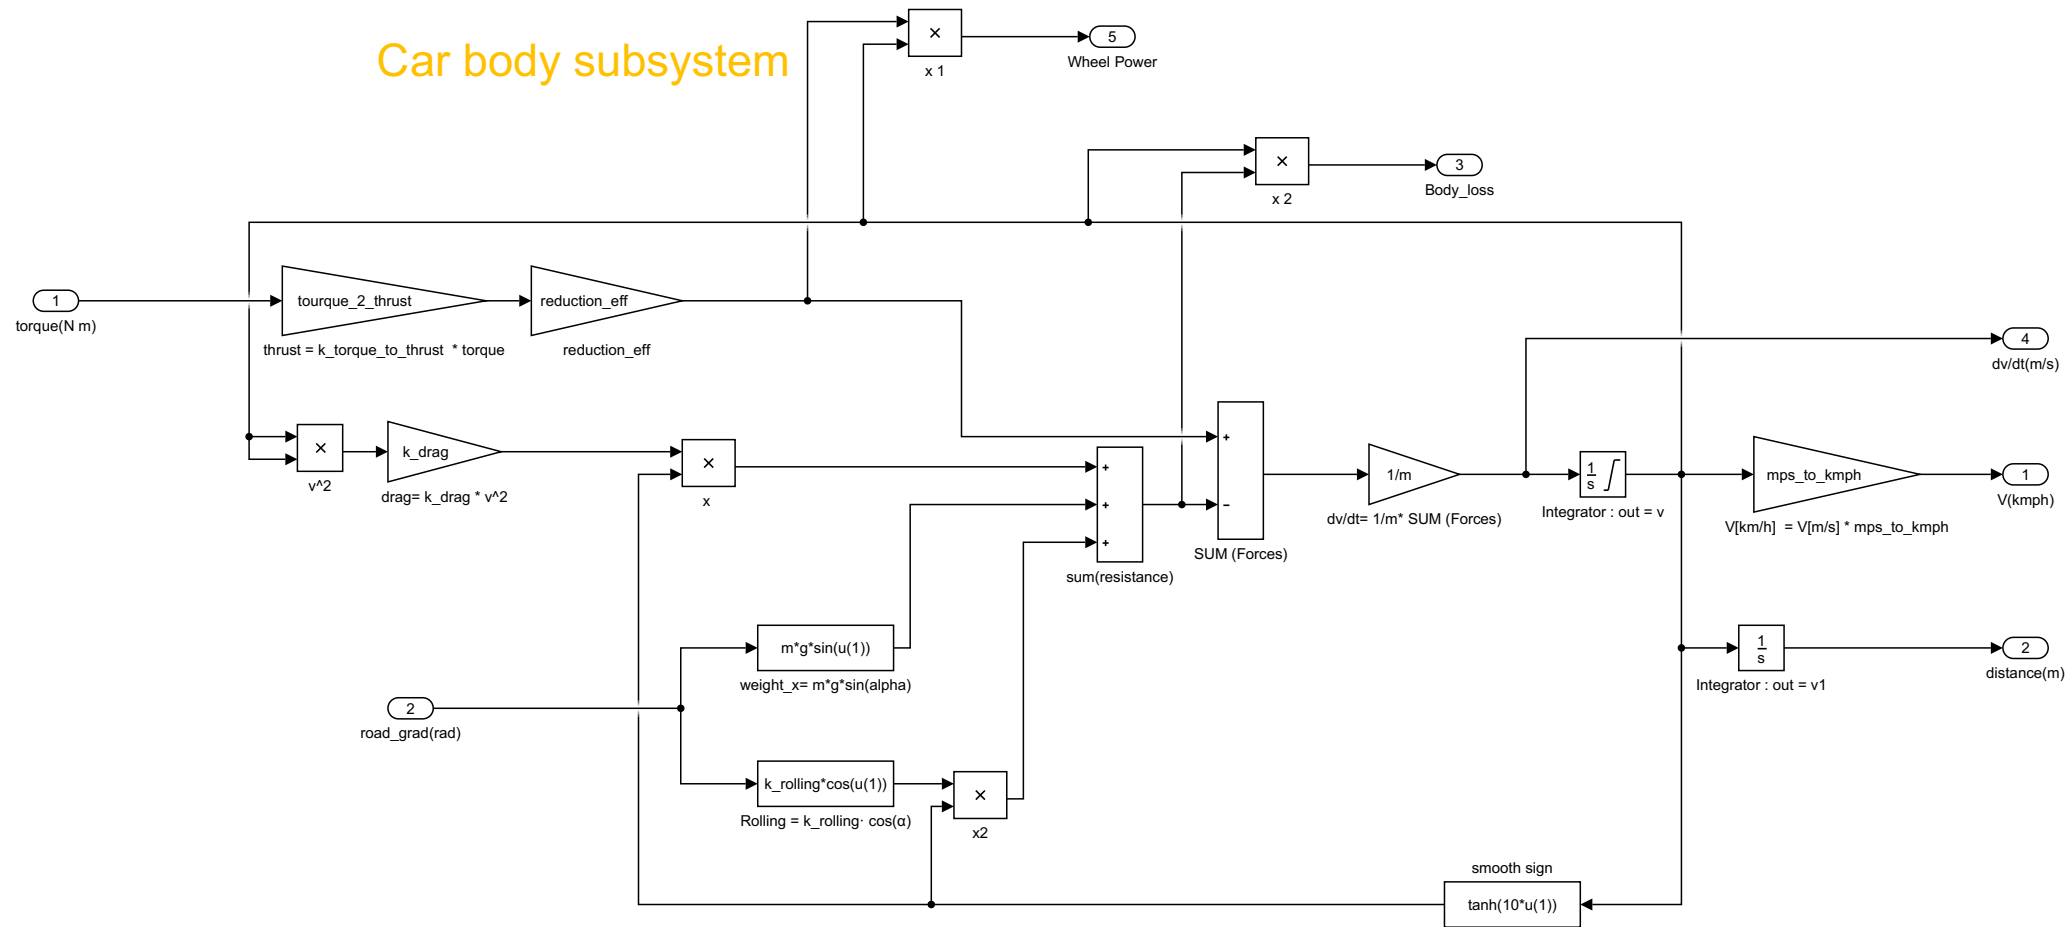 Car body subsystem
×
x 1
5
Wheel Power
×
x 2
3
Body_loss
1
torque(N m)
tourque_2_thrust
thrust = k_torque_to_thrust  * torque
reduction_eff
reduction_eff
4
dv/dt(m/s)
×
v^2
k_drag
drag= k_drag * v^2
×
x
+
+
+
sum(resistance)
+
−
SUM (Forces)
1/m
dv/dt= 1/m* SUM (Forces)
1
s
Integrator : out = v
mps_to_kmph
V[km/h]  = V[m/s] * mps_to_kmph
1
V(kmph)
m*g*sin(u(1))
weight_x= m*g*sin(alpha)
1
s
Integrator : out = v1
2
distance(m)
2
road_grad(rad)
k_rolling*cos(u(1))
Rolling = k_rolling· cos(α)
×
x2
smooth sign
tanh(10*u(1))